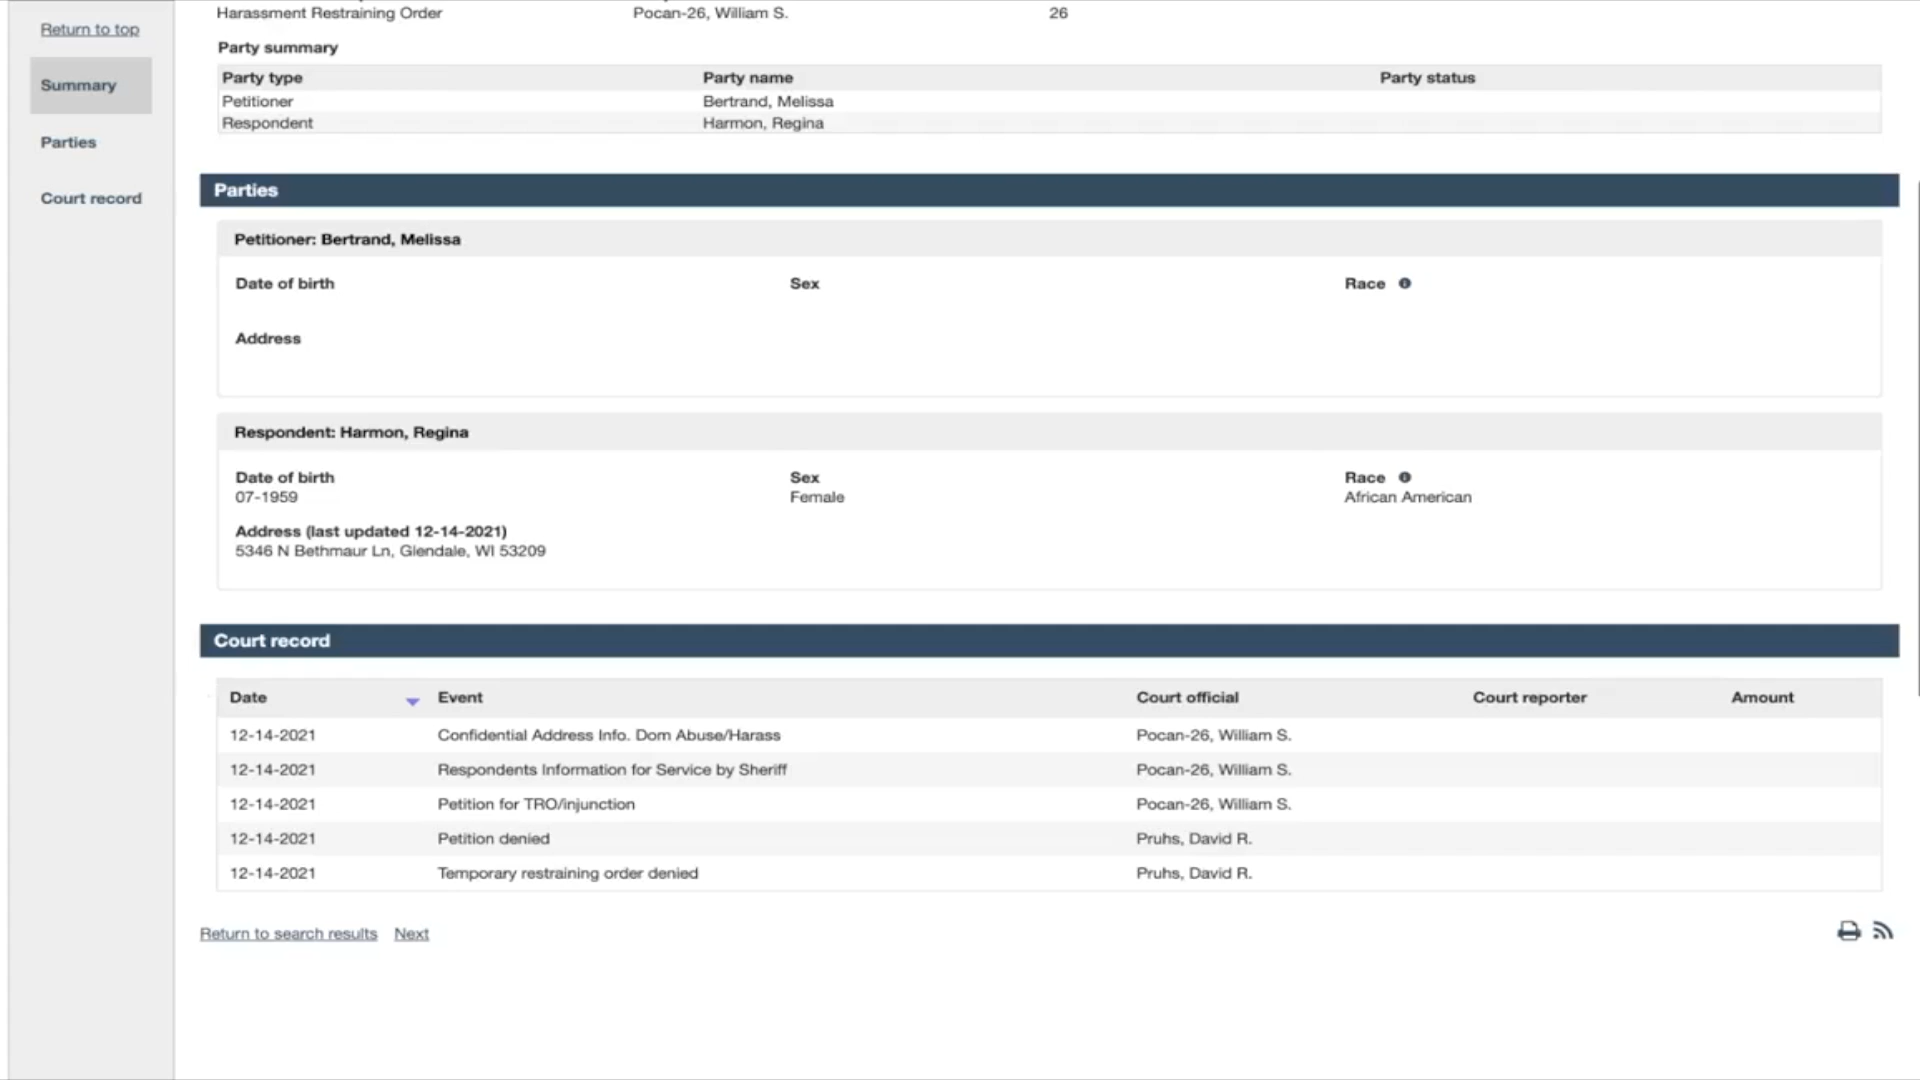 Return to top
Summary
Parties
Court record
Harassment Restraining Order Pocan-26, William S. 26
Party summary
Party type Party name Party status
Petitioner Bertrand, Melissa
Respondent Harmon, Regina
Parties
Petitioner: Bertrand, Melissa
Date of birth Sex Race
Address
Respondent: Harmon, Regina
Date of birth Sex Race
07-1959 Female African American
Address (last updated 12-14-2021)
5346 N Bethmaur Ln, Glendale, WI 53209
Court record
Date Event Court official Court reporter Amount
12-14-2021 Confidential Address Info. Dom Abuse/Harass Pocan-26, William S.
12-14-2021 Respondents Information for Service by Sheriff Pocan-26, William S.
12-14-2021 Petition for TRO/injunction Pocan-26, William S.
12-14-2021 Petition denied Pruhs, David R.
12-14-2021 Temporary restraining order denied Pruhs, David R.
Return to search results Next